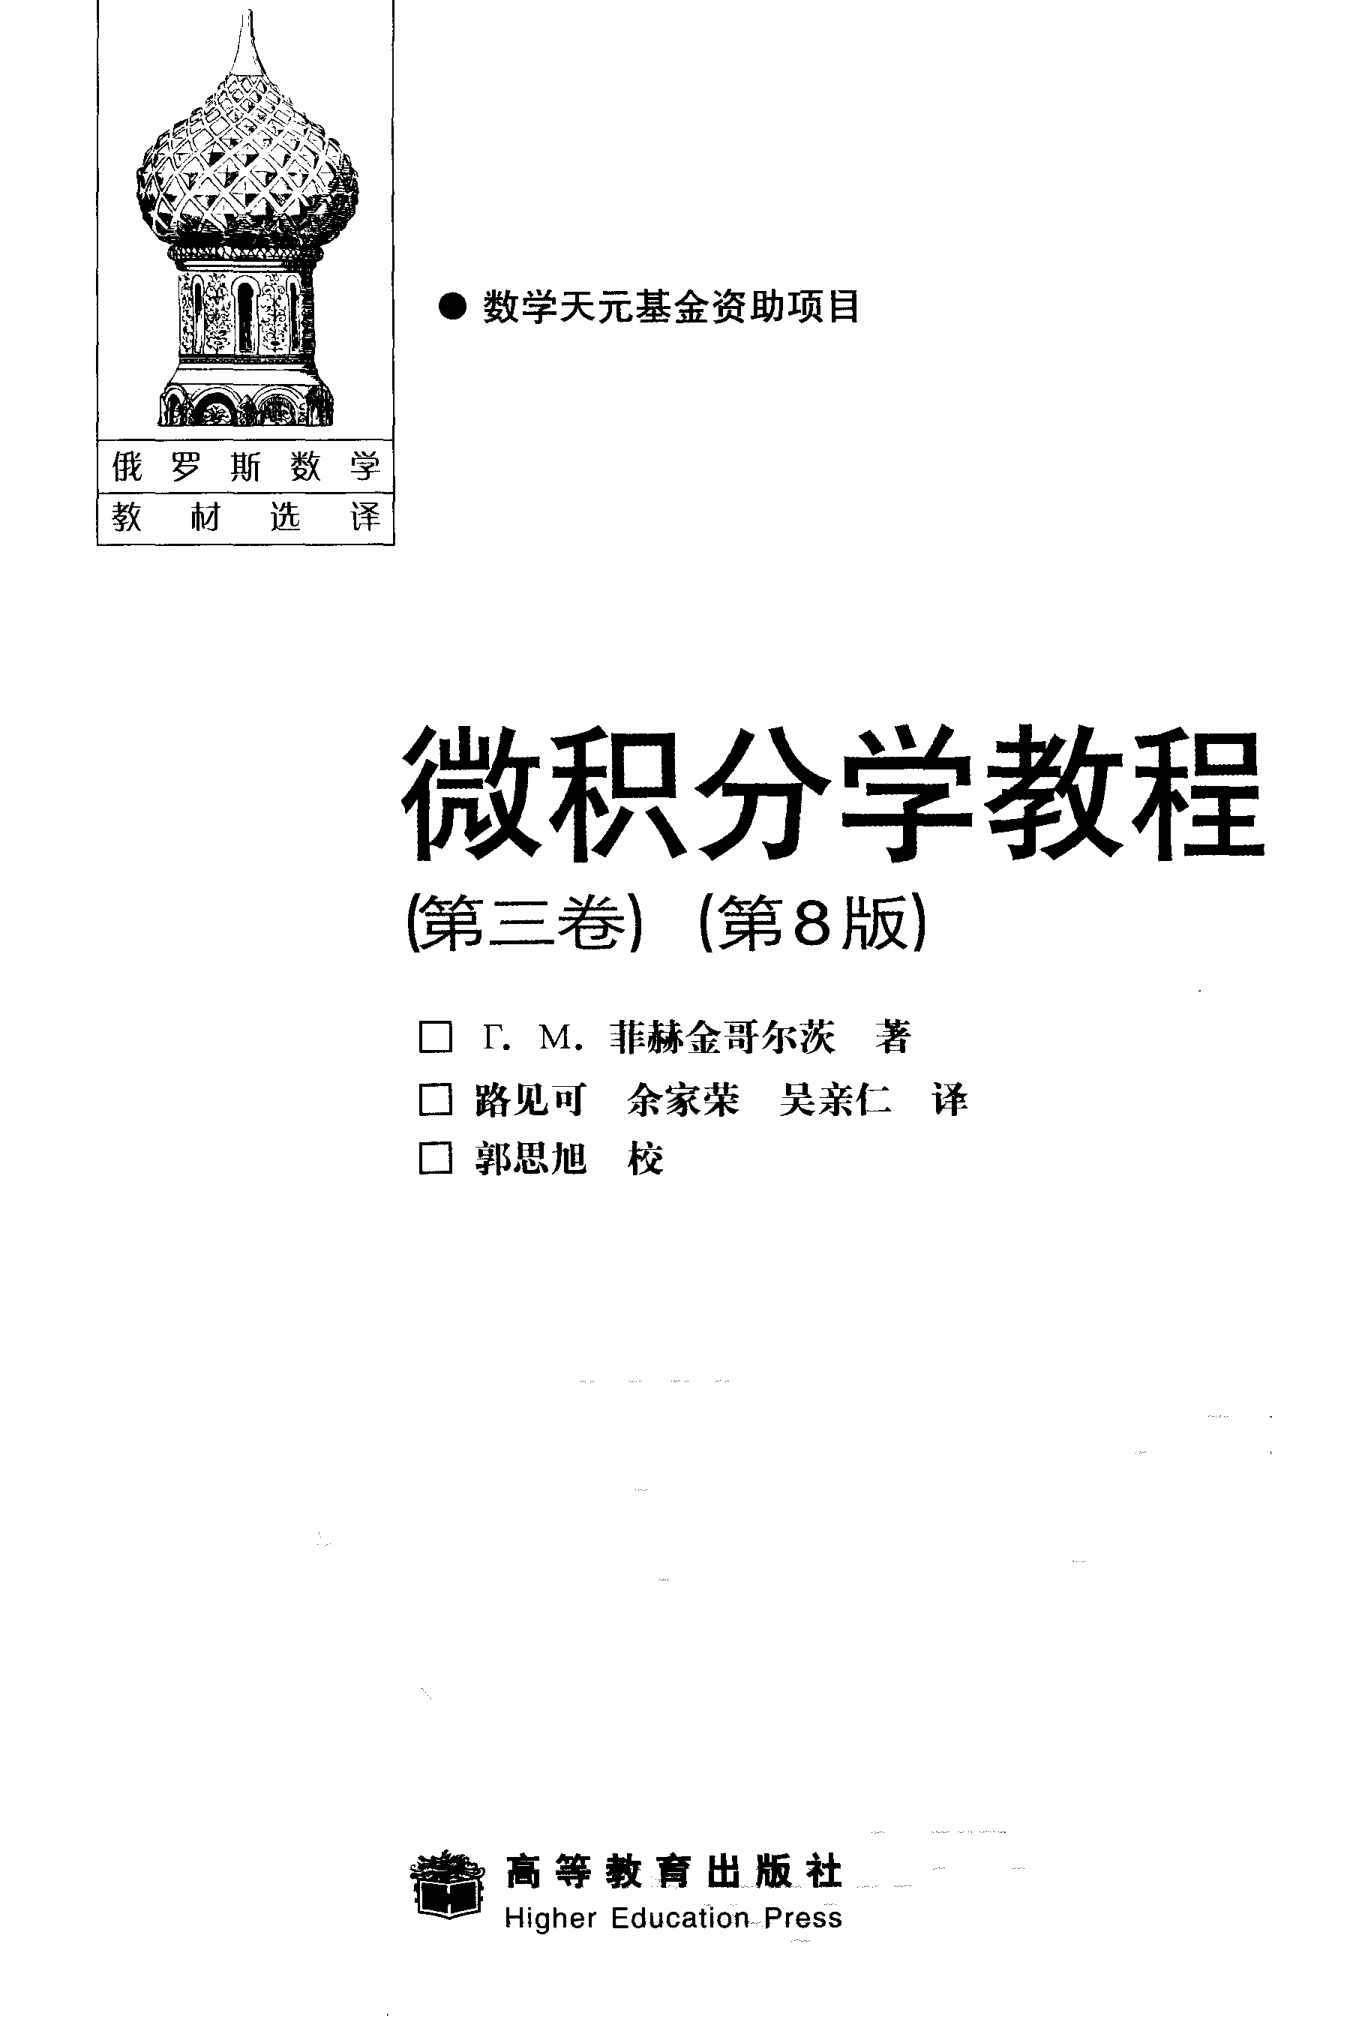 俄罗斯数学
教材选译
● 数学天元基金资助项目
微积分学教程
(第三卷) (第8版)
□ Г. М. 菲赫金哥尔茨 著
□ 路见可 余家荣 吴亲仁 译
□ 郭思旭 校
高等教育出版社
Higher Education Press